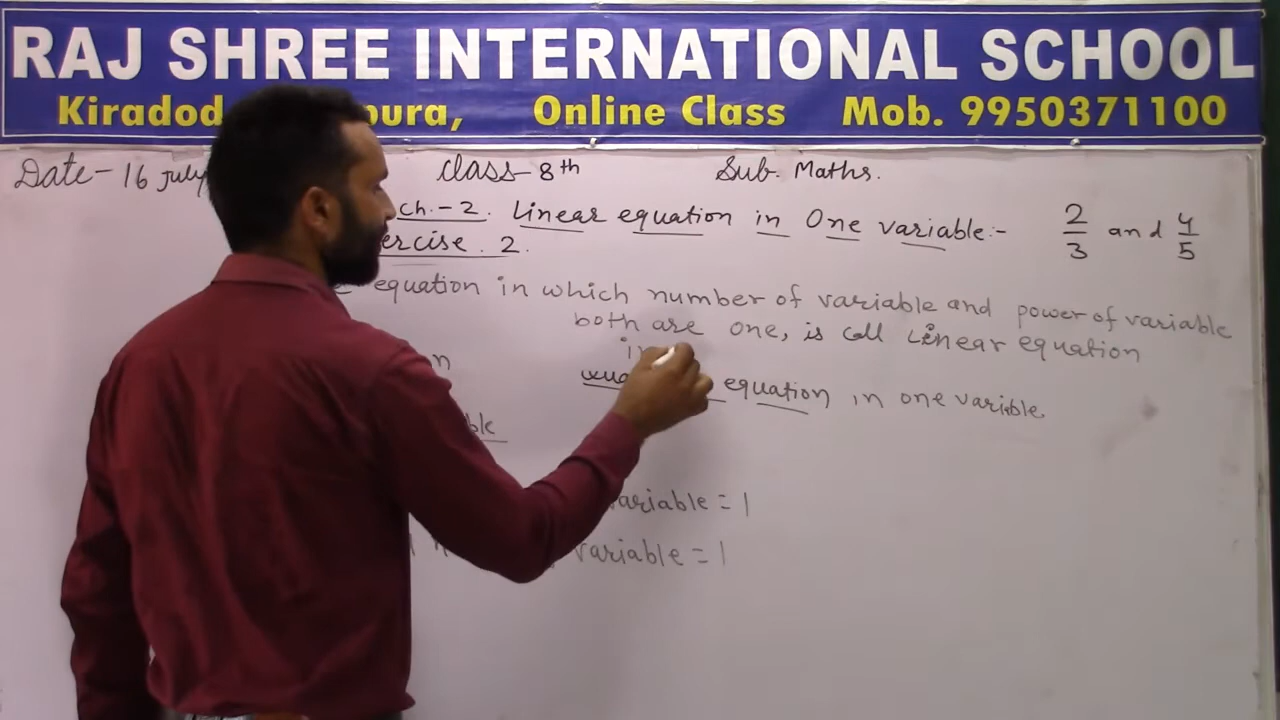 RAJ SHREE INTERNATIONAL SCHOOL
Kiradod pura, Online Class Mob. 9950371100
Date- 16 July Class- 8th Sub. Maths.
ch.- 2. Linear equation in One variable:- 2/3 and 4/5
ercise. 2.
equation in which number of variable and power of variable
both are one, is call Linear equation
in
equation in one variable
ble
variable = 1
variable = 1